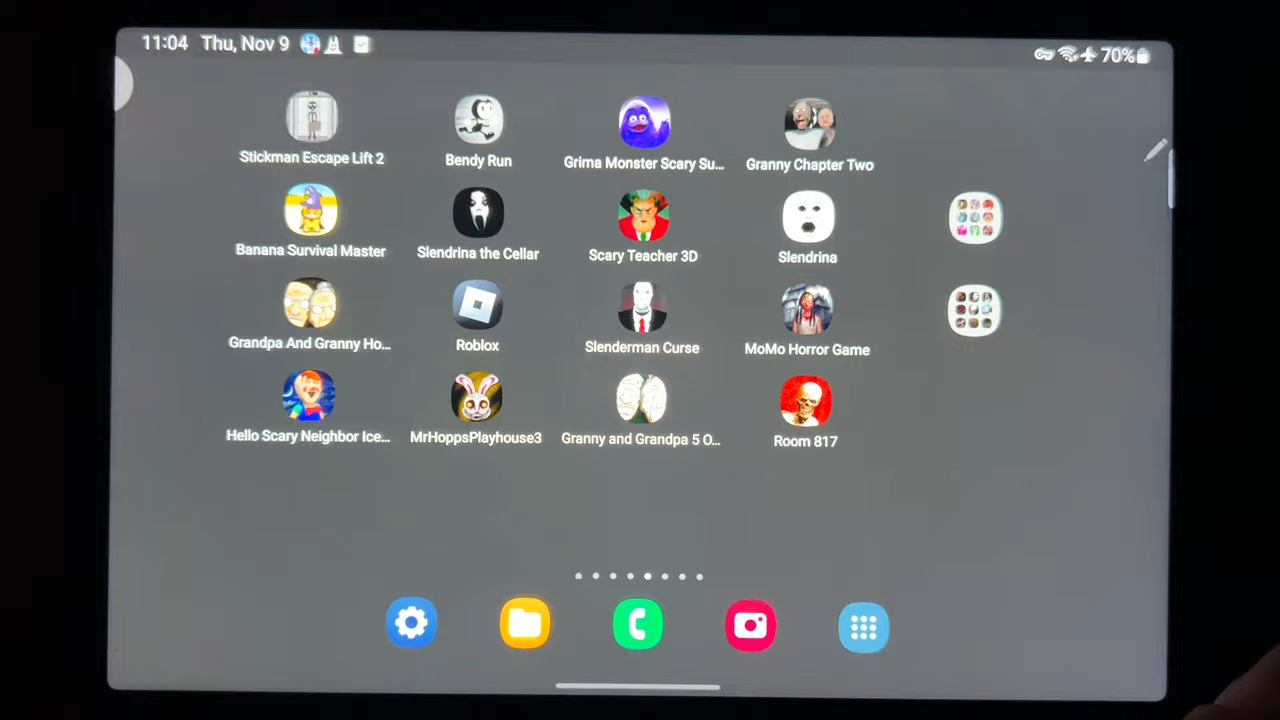 11:04 Thu, Nov 9
70%
Stickman Escape Lift 2
Bendy Run
Grima Monster Scary Su...
Granny Chapter Two
Banana Survival Master
Slendrina the Cellar
Scary Teacher 3D
Slendrina
Grandpa And Granny Ho...
Roblox
Slenderman Curse
MoMo Horror Game
Hello Scary Neighbor Ice...
MrHoppsPlayhouse3
Granny and Grandpa 5 O...
Room 817